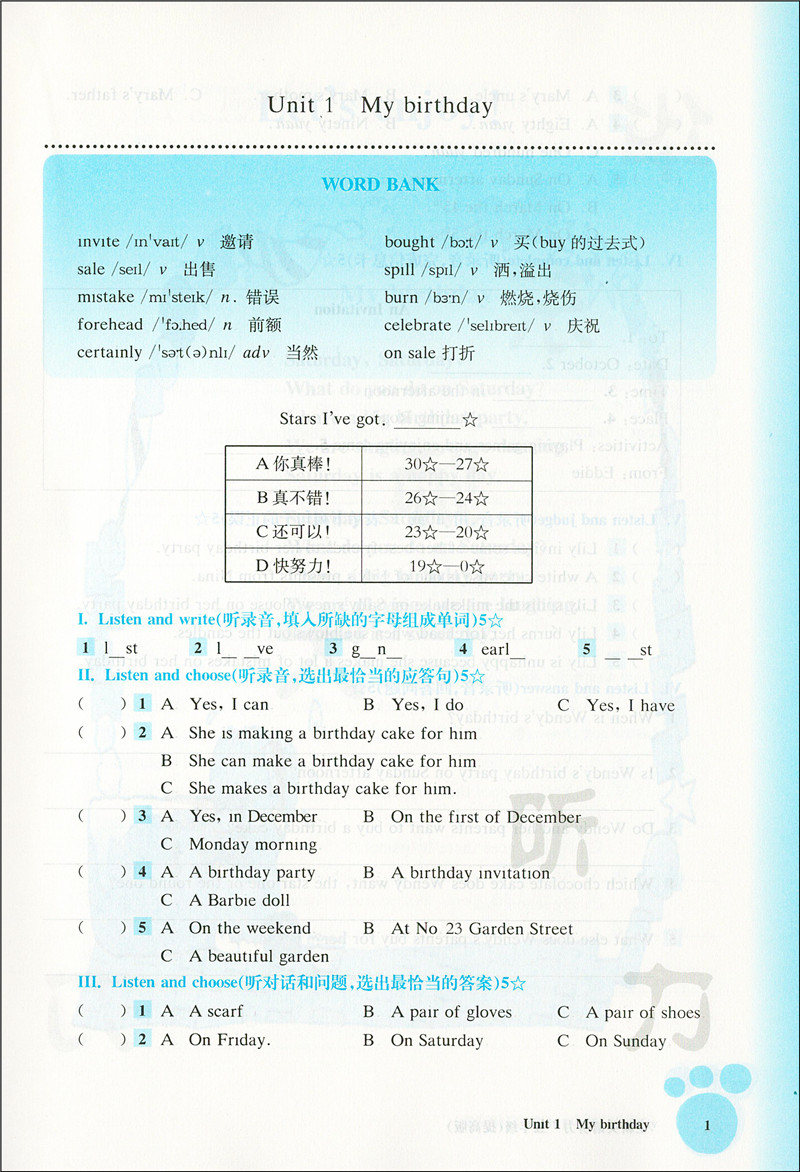 Unit 1 My birthday
WORD BANK
invite /ɪnˈvaɪt/ v 邀请
bought /bɔːt/ v 买(buy 的过去式)
sale /seɪl/ v 出售
spill /spɪl/ v 洒,溢出
mistake /mɪˈsteɪk/ n. 错误
burn /bɜːn/ v 燃烧,烧伤
forehead /ˈfɔːhed/ n 前额
celebrate /ˈselɪbreɪt/ v 庆祝
certainly /ˈsɜːt(ə)nlɪ/ adv 当然
on sale 打折
Stars I've got. ______☆
A 你真棒! 30☆—27☆
B 真不错! 26☆—24☆
C 还可以! 23☆—20☆
D 快努力! 19☆—0☆
I. Listen and write(听录音,填入所缺的字母组成单词)5☆
1 l__st 2 l__ __ve 3 g__n__ 4 earl__ 5 __ __st
II. Listen and choose(听录音,选出最恰当的应答句)5☆
( ) 1 A Yes, I can B Yes, I do C Yes, I have
( ) 2 A She is making a birthday cake for him
B She can make a birthday cake for him
C She makes a birthday cake for him.
( ) 3 A Yes, in December B On the first of December
C Monday morning
( ) 4 A A birthday party B A birthday invitation
C A Barbie doll
( ) 5 A On the weekend B At No 23 Garden Street
C A beautiful garden
III. Listen and choose(听对话和问题,选出最恰当的答案)5☆
( ) 1 A A scarf B A pair of gloves C A pair of shoes
( ) 2 A On Friday. B On Saturday C On Sunday
听
力
Unit 1 My birthday 1